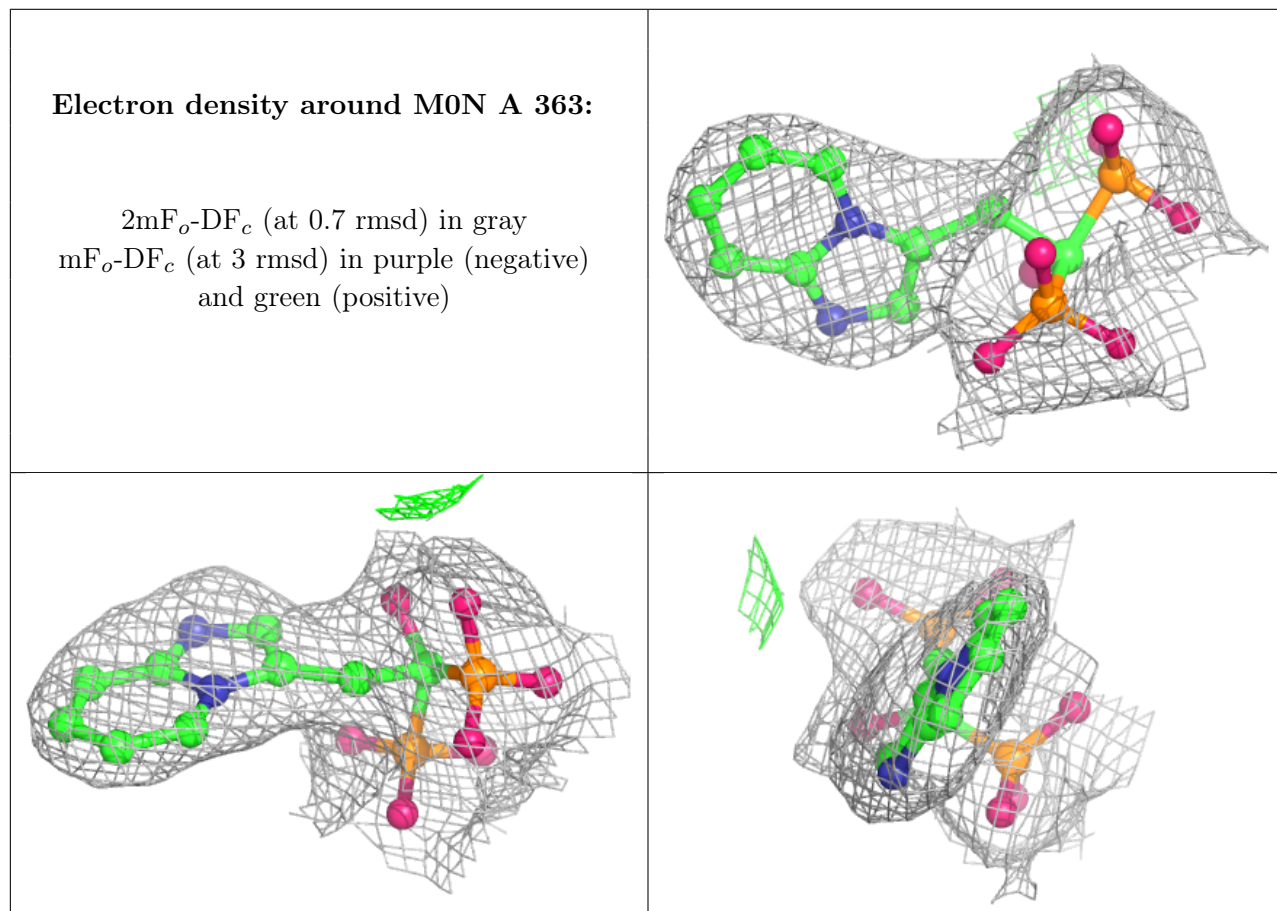 Electron density around M0N A 363:
2mFo-DFc (at 0.7 rmsd) in gray
mFo-DFc (at 3 rmsd) in purple (negative)
and green (positive)